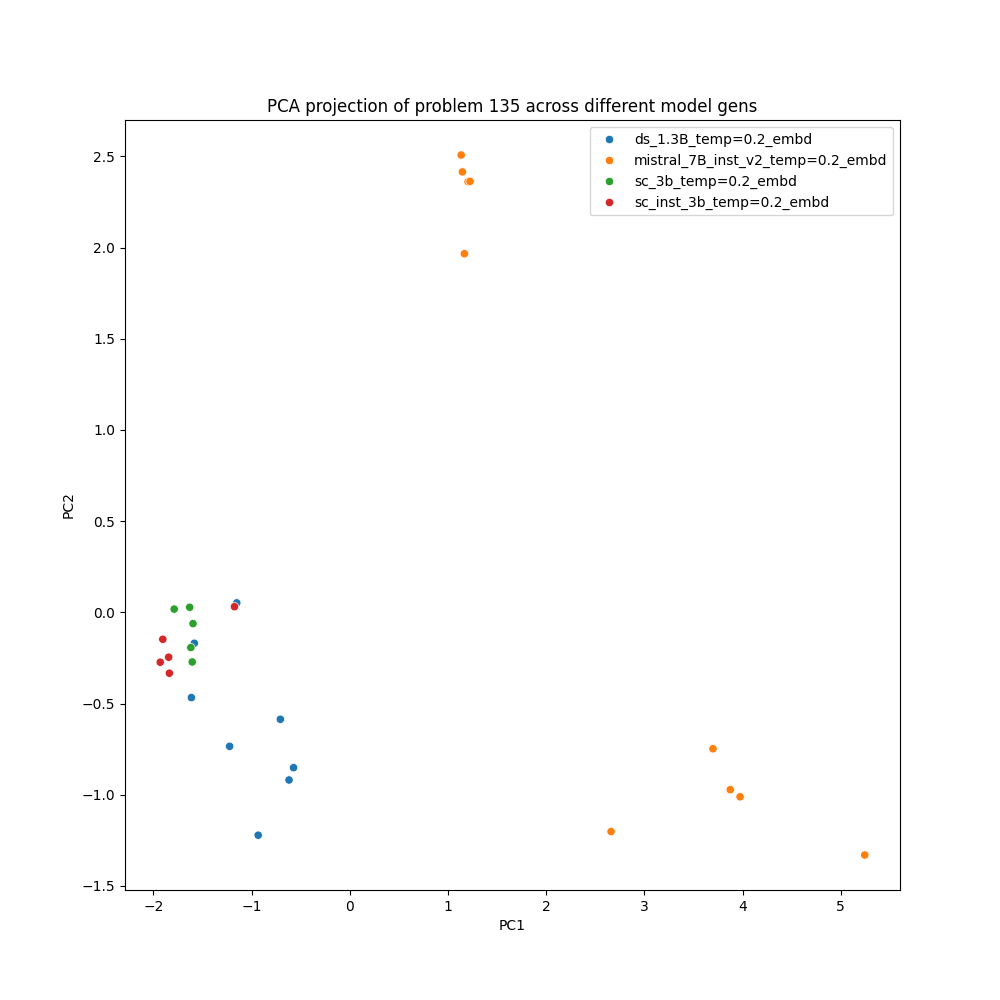 PCA projection of problem 135 across different model gens
ds_1.3B_temp=0.2_embd
mistral_7B_inst_v2_temp=0.2_embd
sc_3b_temp=0.2_embd
sc_inst_3b_temp=0.2_embd
2.5
2.0
1.5
1.0
0.5
0.0
−0.5
−1.0
−1.5
PC2
−2 −1 0 1 2 3 4 5
PC1